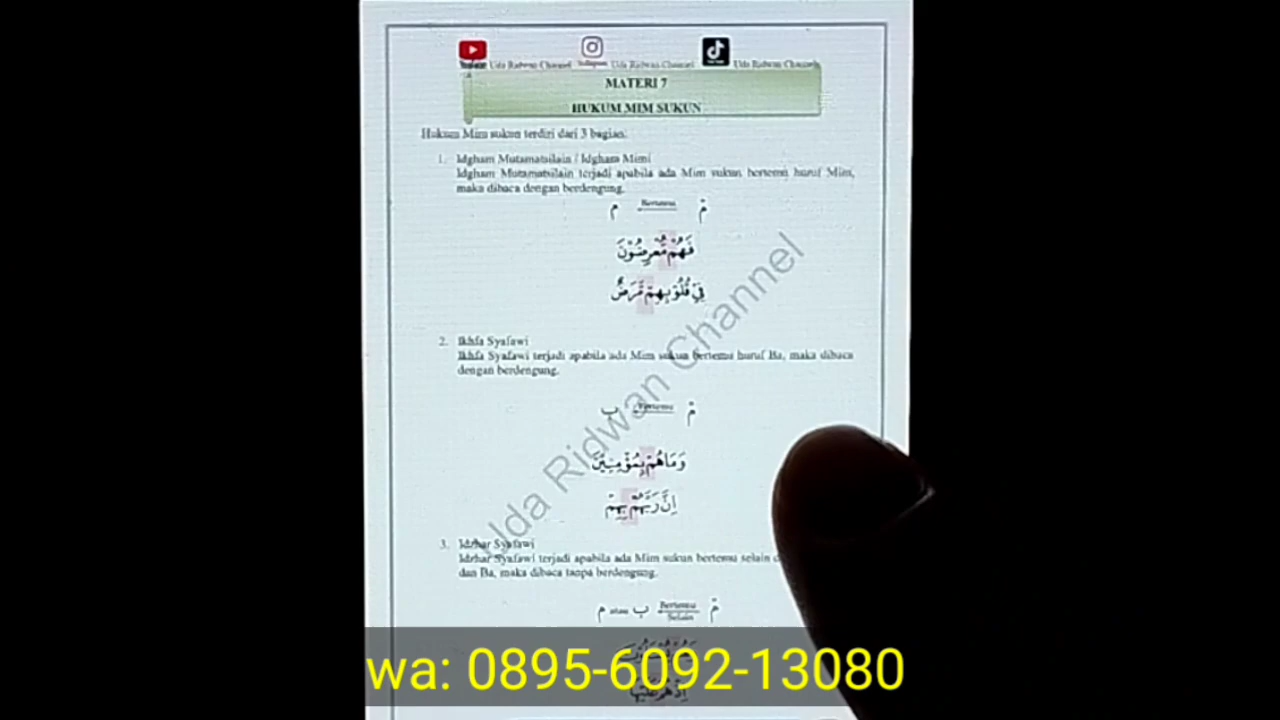 Uda Ridwan Channel
Instagram
Uda Ridwan Channel
Uda Ridwan Channel
MATERI 7
HUKUM MIM SUKUN
Hukum Mim sukun terdiri dari 3 bagian:
1. Idgham Mutamatsilain / Idgham Mimi
Idgham Mutamatsilain terjadi apabila ada Mim sukun bertemu huruf Mim,
maka dibaca dengan berdengung.
مْ Bertemu م
فَهُمْ مُّعْرِضُوْنَ
فِيْ قُلُوْبِهِمْ مَّرَضٌ
2. Ikhfa Syafawi
Ikhfa Syafawi terjadi apabila ada Mim sukun bertemu huruf Ba, maka dibaca
dengan berdengung.
مْ Bertemu ب
وَمَاهُمْ بِمُؤْمِنِيْنَ
اِنَّ رَبَّهُمْ بِهِمْ
3. Idzhar Syafawi
Idzhar Syafawi terjadi apabila ada Mim sukun bertemu selain
dan Ba, maka dibaca tanpa berdengung.
مْ Bertemu Selain ب atau م
اِذْهُمْ عَلَيْهَا
Uda Ridwan Channel
wa: 0895-6092-13080